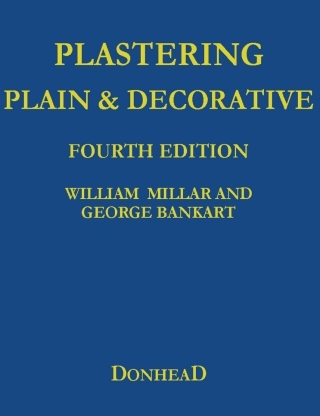 PLASTERING
PLAIN & DECORATIVE
FOURTH EDITION
WILLIAM MILLAR AND
GEORGE BANKART
DONHEAD